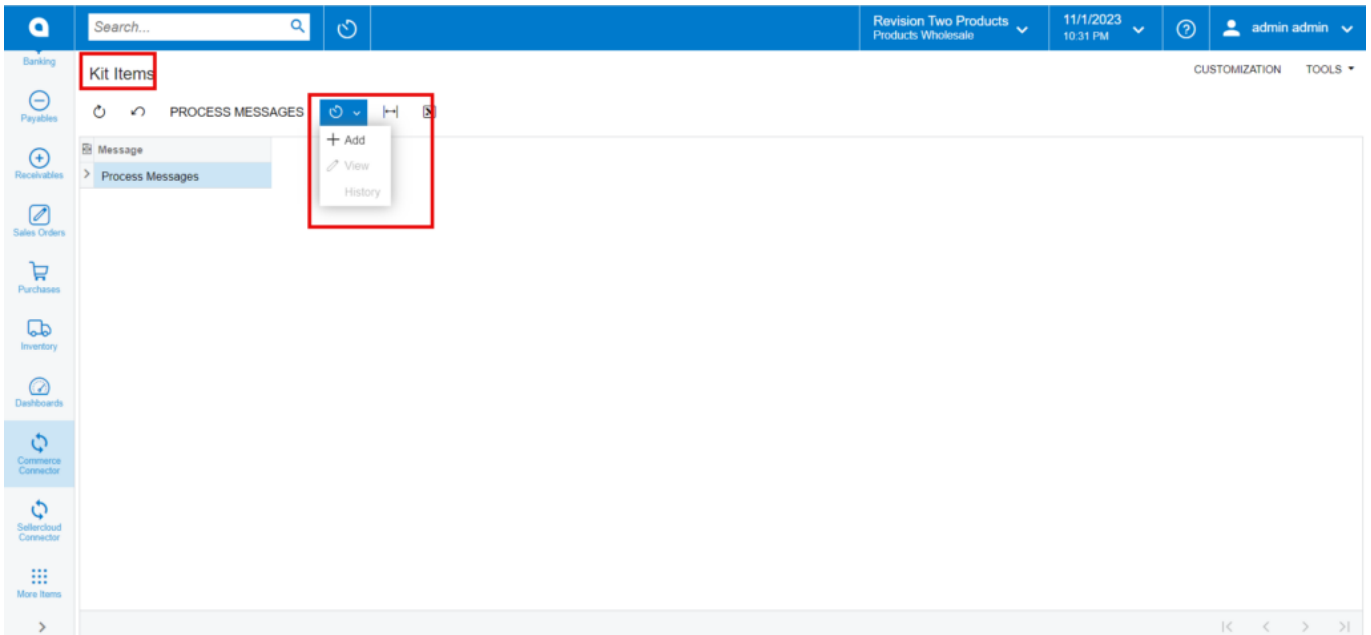 Search...
Revision Two Products
Products Wholesale
11/1/2023
10:31 PM
admin admin
Banking
Payables
Receivables
Sales Orders
Purchases
Inventory
Dashboards
Commerce
Connector
Sellercloud
Connector
More Items
Kit Items
CUSTOMIZATION
TOOLS
PROCESS MESSAGES
Add
View
History
Message
Process Messages